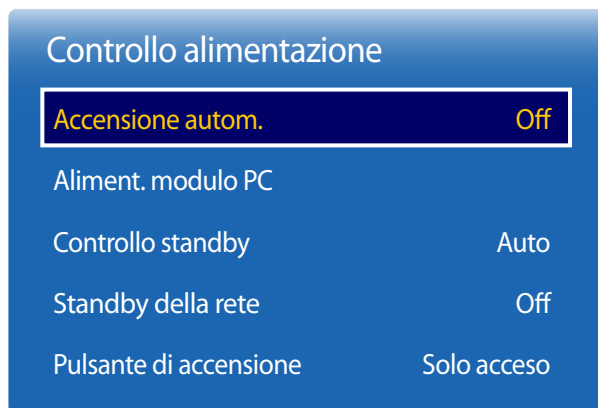 Controllo alimentazione
Accensione autom. Off
Aliment. modulo PC
Controllo standby Auto
Standby della rete Off
Pulsante di accensione Solo acceso